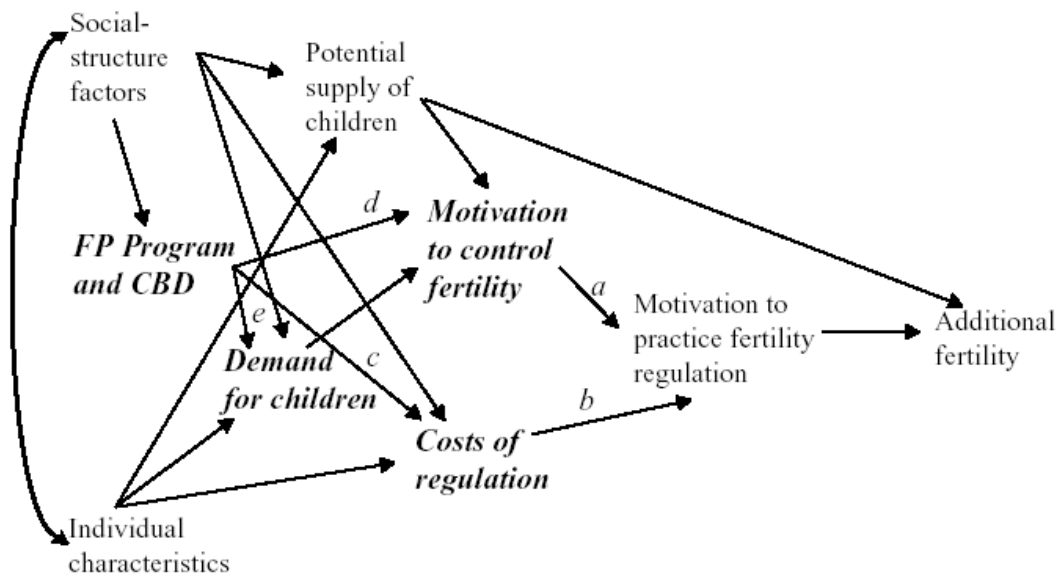 Social-
structure
factors
Potential
supply of
children
d
Motivation
to control
fertility
FP Program
and CBD
a
e
Motivation to
practice fertility
regulation
Additional
fertility
Demand
for children
c
b
Costs of
regulation
Individual
characteristics